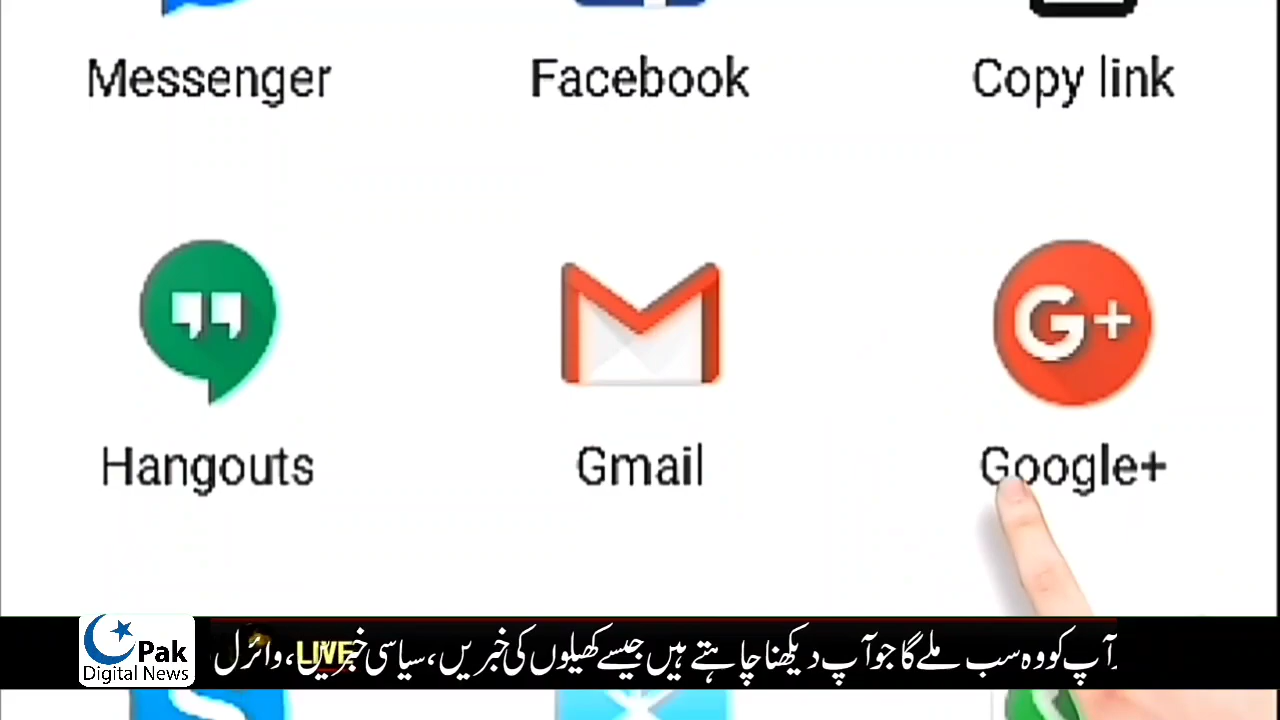 Messenger
Facebook
Copy link
Hangouts
Gmail
G+
Google+
Pak
Digital News
LIVE
آپ کو وہ سب ملے گا جو آپ دیکھنا چاہتے ہیں جیسے کھیلوں کی خبریں، سیاسی خبریں، وائرل